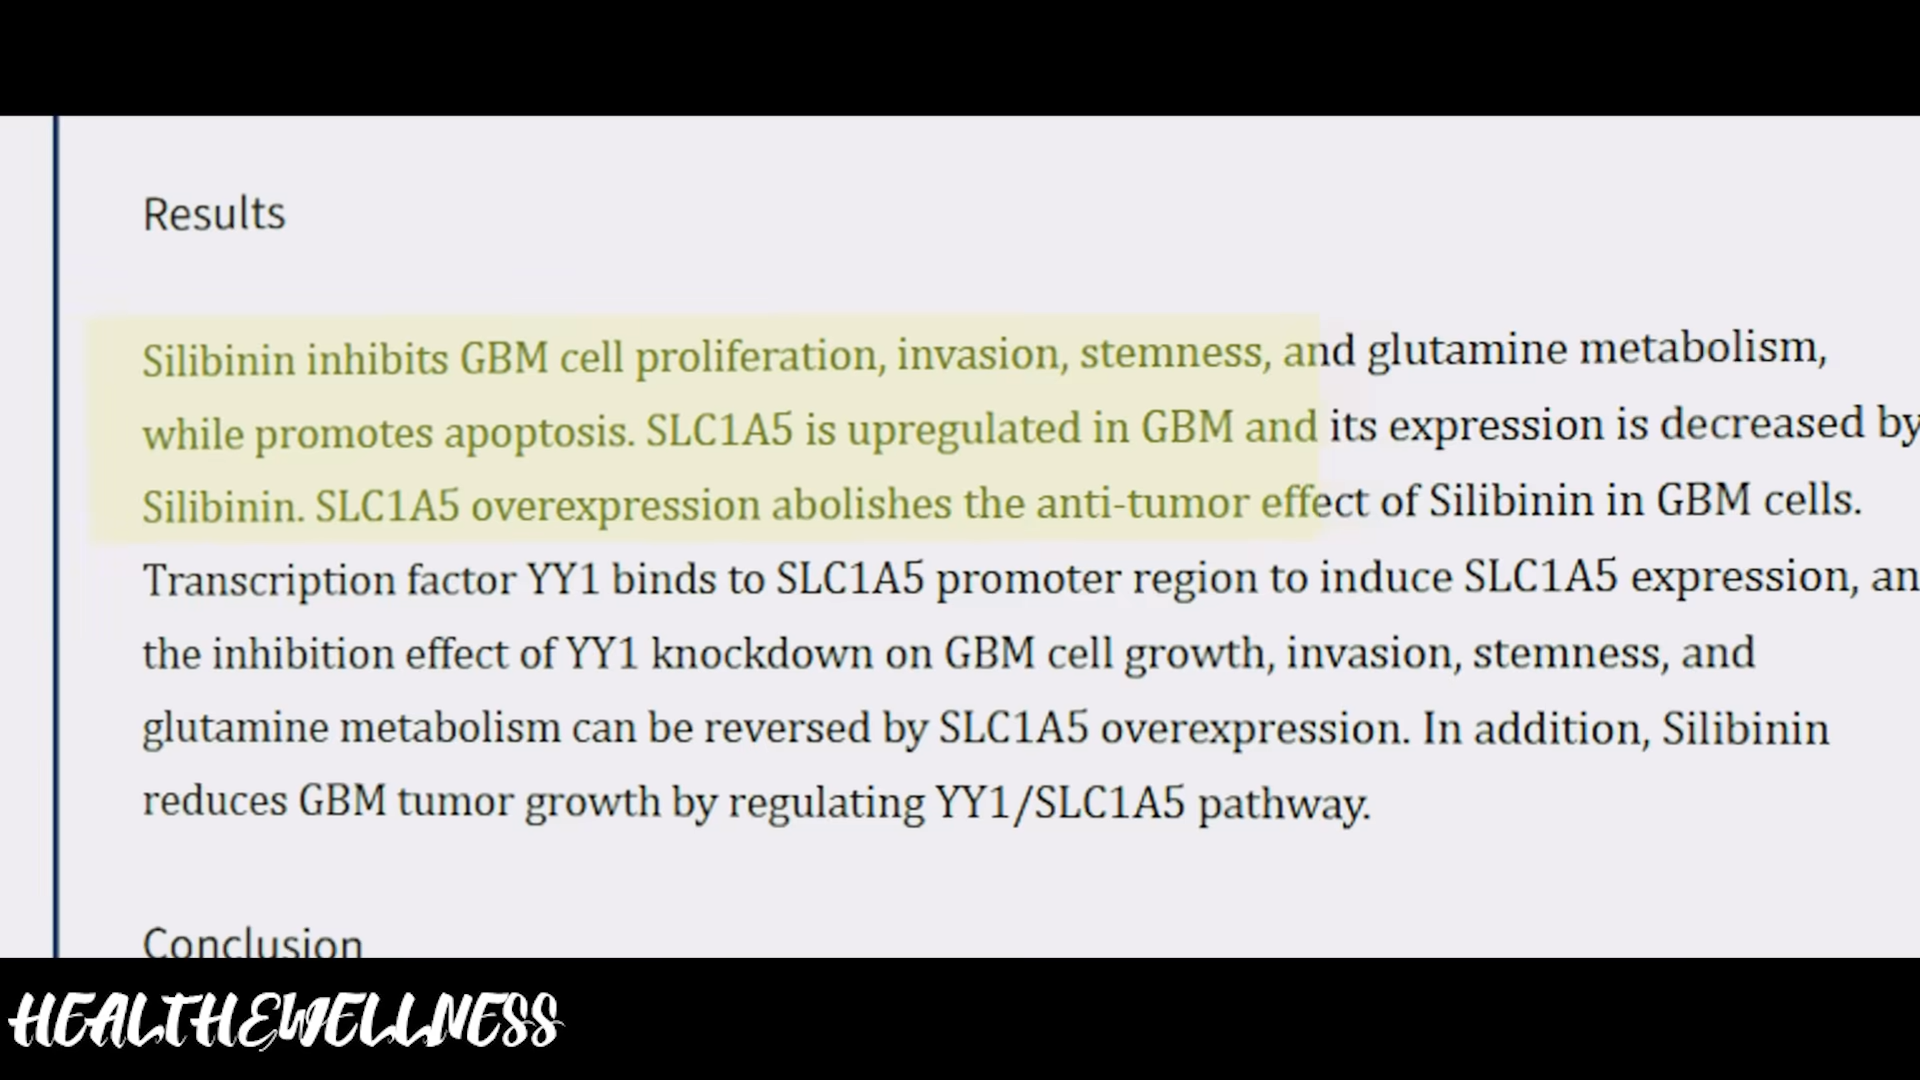 Results
Silibinin inhibits GBM cell proliferation, invasion, stemness, and glutamine metabolism,
while promotes apoptosis. SLC1A5 is upregulated in GBM and its expression is decreased by
Silibinin. SLC1A5 overexpression abolishes the anti-tumor effect of Silibinin in GBM cells.
Transcription factor YY1 binds to SLC1A5 promoter region to induce SLC1A5 expression, an
the inhibition effect of YY1 knockdown on GBM cell growth, invasion, stemness, and
glutamine metabolism can be reversed by SLC1A5 overexpression. In addition, Silibinin
reduces GBM tumor growth by regulating YY1/SLC1A5 pathway.
Conclusion
HEALTHEWELLNESS